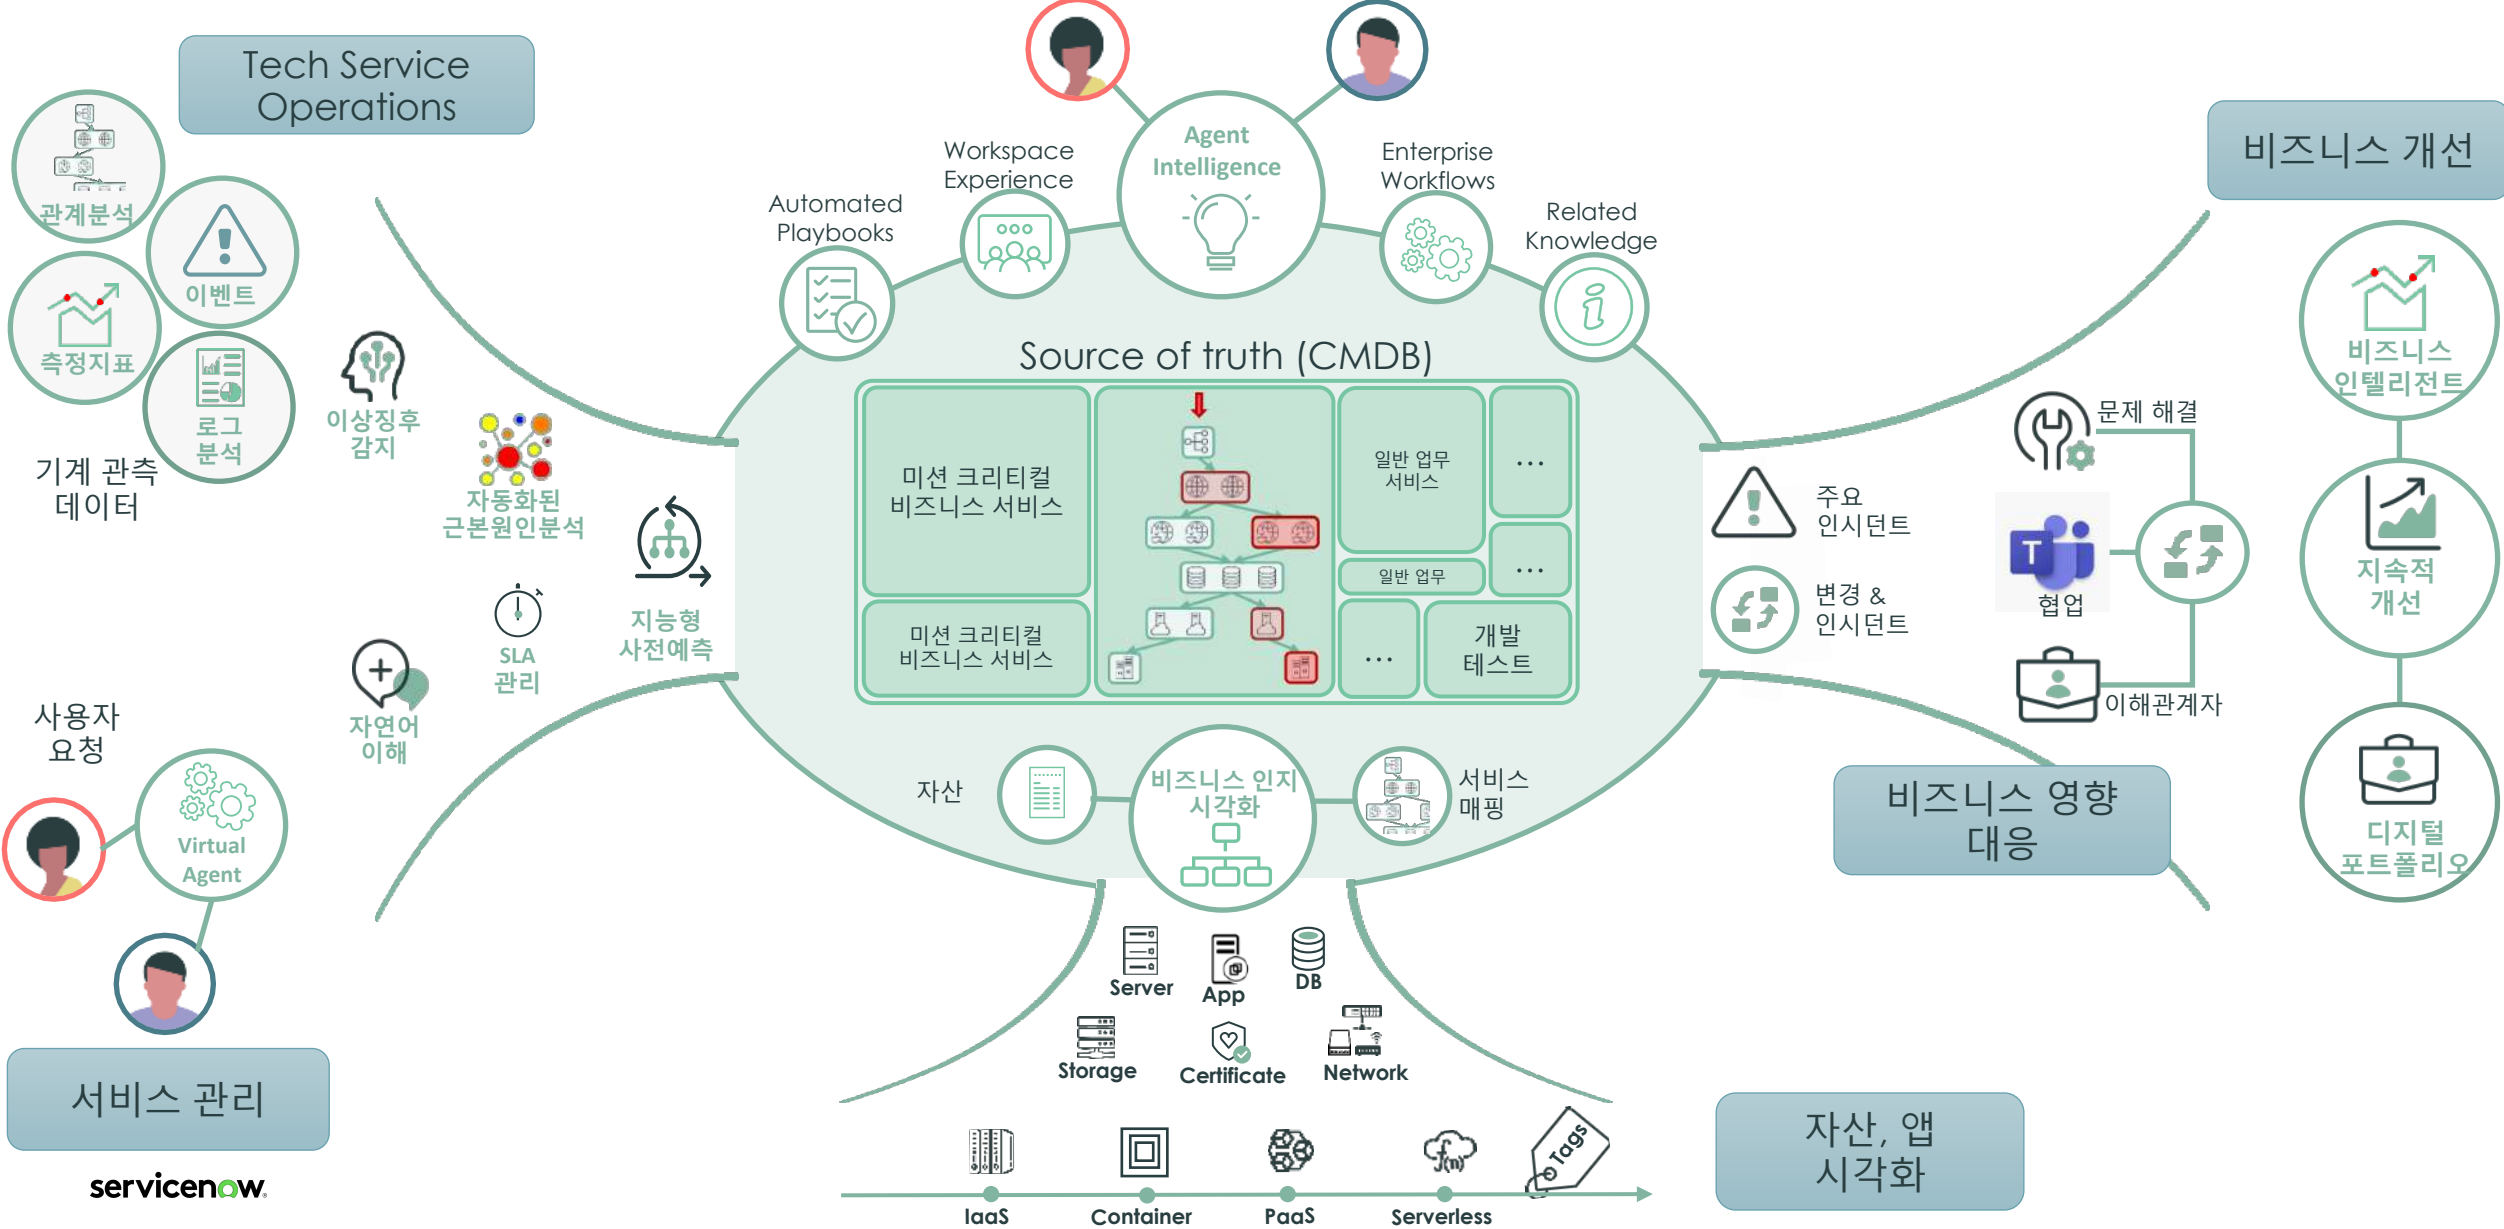 Tech Service
Operations
관계분석
이벤트
측정지표
로그
분석
기계 관측
데이터
이상징후
감지
자동화된
근본원인분석
지능형
사전예측
SLA
관리
자연어
이해
사용자
요청
Virtual
Agent
서비스 관리
servicenow
Automated
Playbooks
Workspace
Experience
Agent
Intelligence
Enterprise
Workflows
Related
Knowledge
Source of truth (CMDB)
미션 크리티컬
비즈니스 서비스
미션 크리티컬
비즈니스 서비스
일반 업무
서비스
...
일반 업무
...
...
개발
테스트
자산
비즈니스 인지
시각화
서비스
매핑
Server
App
DB
Storage
Certificate
Network
f(n)
Tags
IaaS
Container
PaaS
Serverless
자산, 앱
시각화
주요
인시던트
변경 &
인시던트
문제 해결
T
협업
이해관계자
비즈니스 영향
대응
비즈니스 개선
비즈니스
인텔리전트
지속적
개선
디지털
포트폴리오